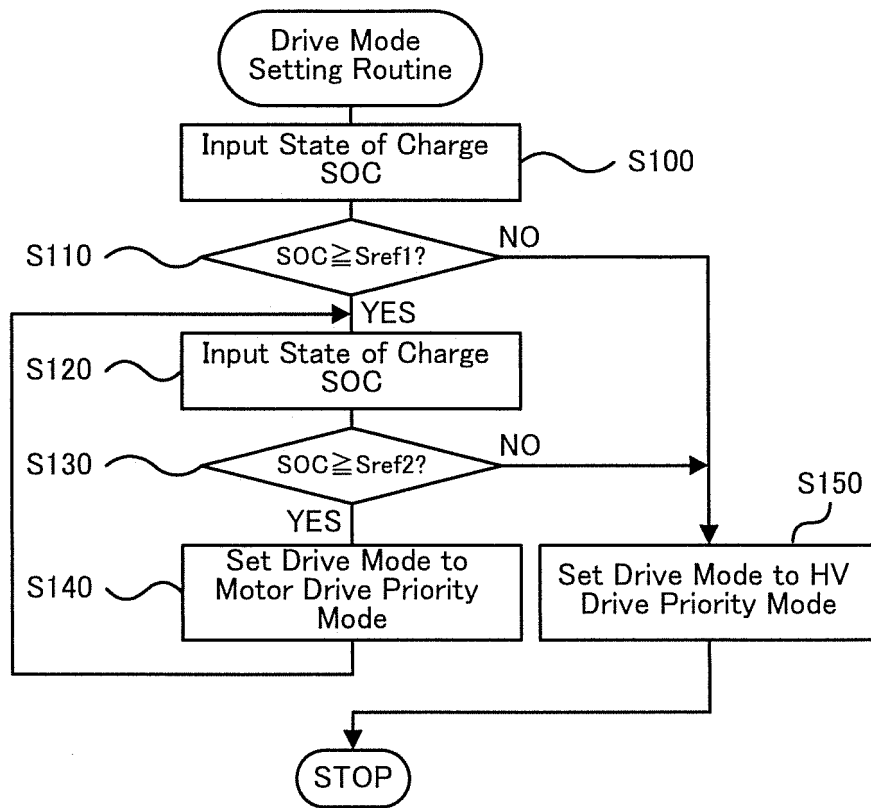 Drive Mode
Setting Routine
Input State of Charge
SOC
S100
S110
SOC≧Sref1?
NO
YES
Input State of Charge
SOC
S120
S130
SOC≧Sref2?
NO
YES
S150
S140
Set Drive Mode to
Motor Drive Priority
Mode
Set Drive Mode to HV
Drive Priority Mode
STOP